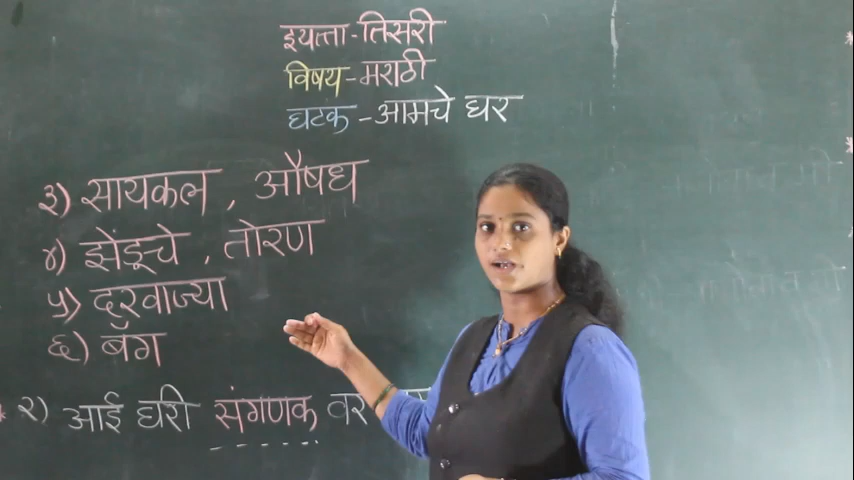 इयत्ता - तिसरी
विषय - मराठी
घटक - आमचे घर
३) सायकल , औषध
४) झेंडूचे , तोरण
५) दरवाज्या
६) बॅग
२) आई घरी संगणक वर